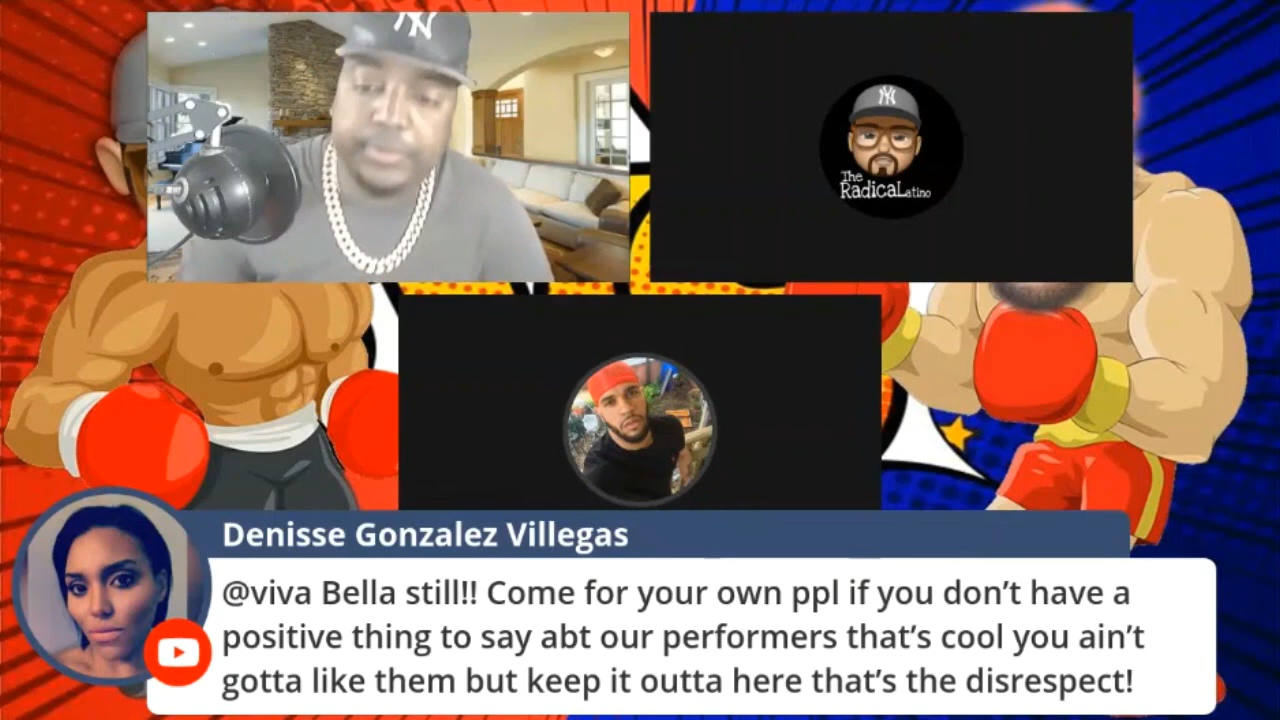 NY
NY
The
RadicaLatino
Denisse Gonzalez Villegas
@viva Bella still!! Come for your own ppl if you don’t have a
positive thing to say abt our performers that’s cool you ain’t
gotta like them but keep it outta here that’s the disrespect!